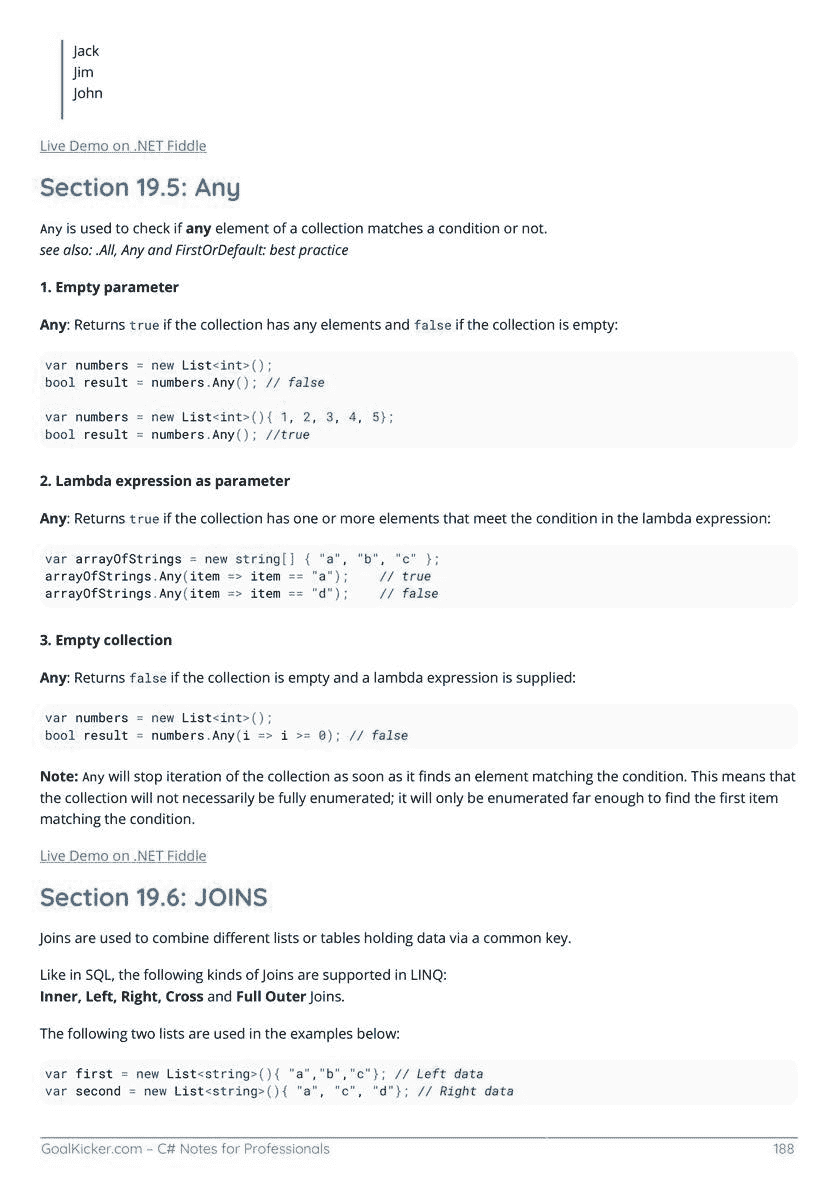 Jack
Jim
John
Live Demo on .NET Fiddle
Section 19.5: Any
Any is used to check if any element of a collection matches a condition or not.
see also: .All, Any and FirstOrDefault: best practice
1. Empty parameter
Any: Returns true if the collection has any elements and false if the collection is empty:
var numbers = new List<int>();
bool result = numbers.Any(); // false
var numbers = new List<int>(){ 1, 2, 3, 4, 5};
bool result = numbers.Any(); //true
2. Lambda expression as parameter
Any: Returns true if the collection has one or more elements that meet the condition in the lambda expression:
var arrayOfStrings = new string[] { "a", "b", "c" };
arrayOfStrings.Any(item => item == "a");    // true
arrayOfStrings.Any(item => item == "d");    // false
3. Empty collection
Any: Returns false if the collection is empty and a lambda expression is supplied:
var numbers = new List<int>();
bool result = numbers.Any(i => i >= 0); // false
Note: Any will stop iteration of the collection as soon as it finds an element matching the condition. This means that
the collection will not necessarily be fully enumerated; it will only be enumerated far enough to find the first item
matching the condition.
Live Demo on .NET Fiddle
Section 19.6: JOINS
Joins are used to combine different lists or tables holding data via a common key.
Like in SQL, the following kinds of Joins are supported in LINQ:
Inner, Left, Right, Cross and Full Outer Joins.
The following two lists are used in the examples below:
var first = new List<string>(){ "a","b","c"}; // Left data
var second = new List<string>(){ "a", "c", "d"}; // Right data
GoalKicker.com – C# Notes for Professionals
188